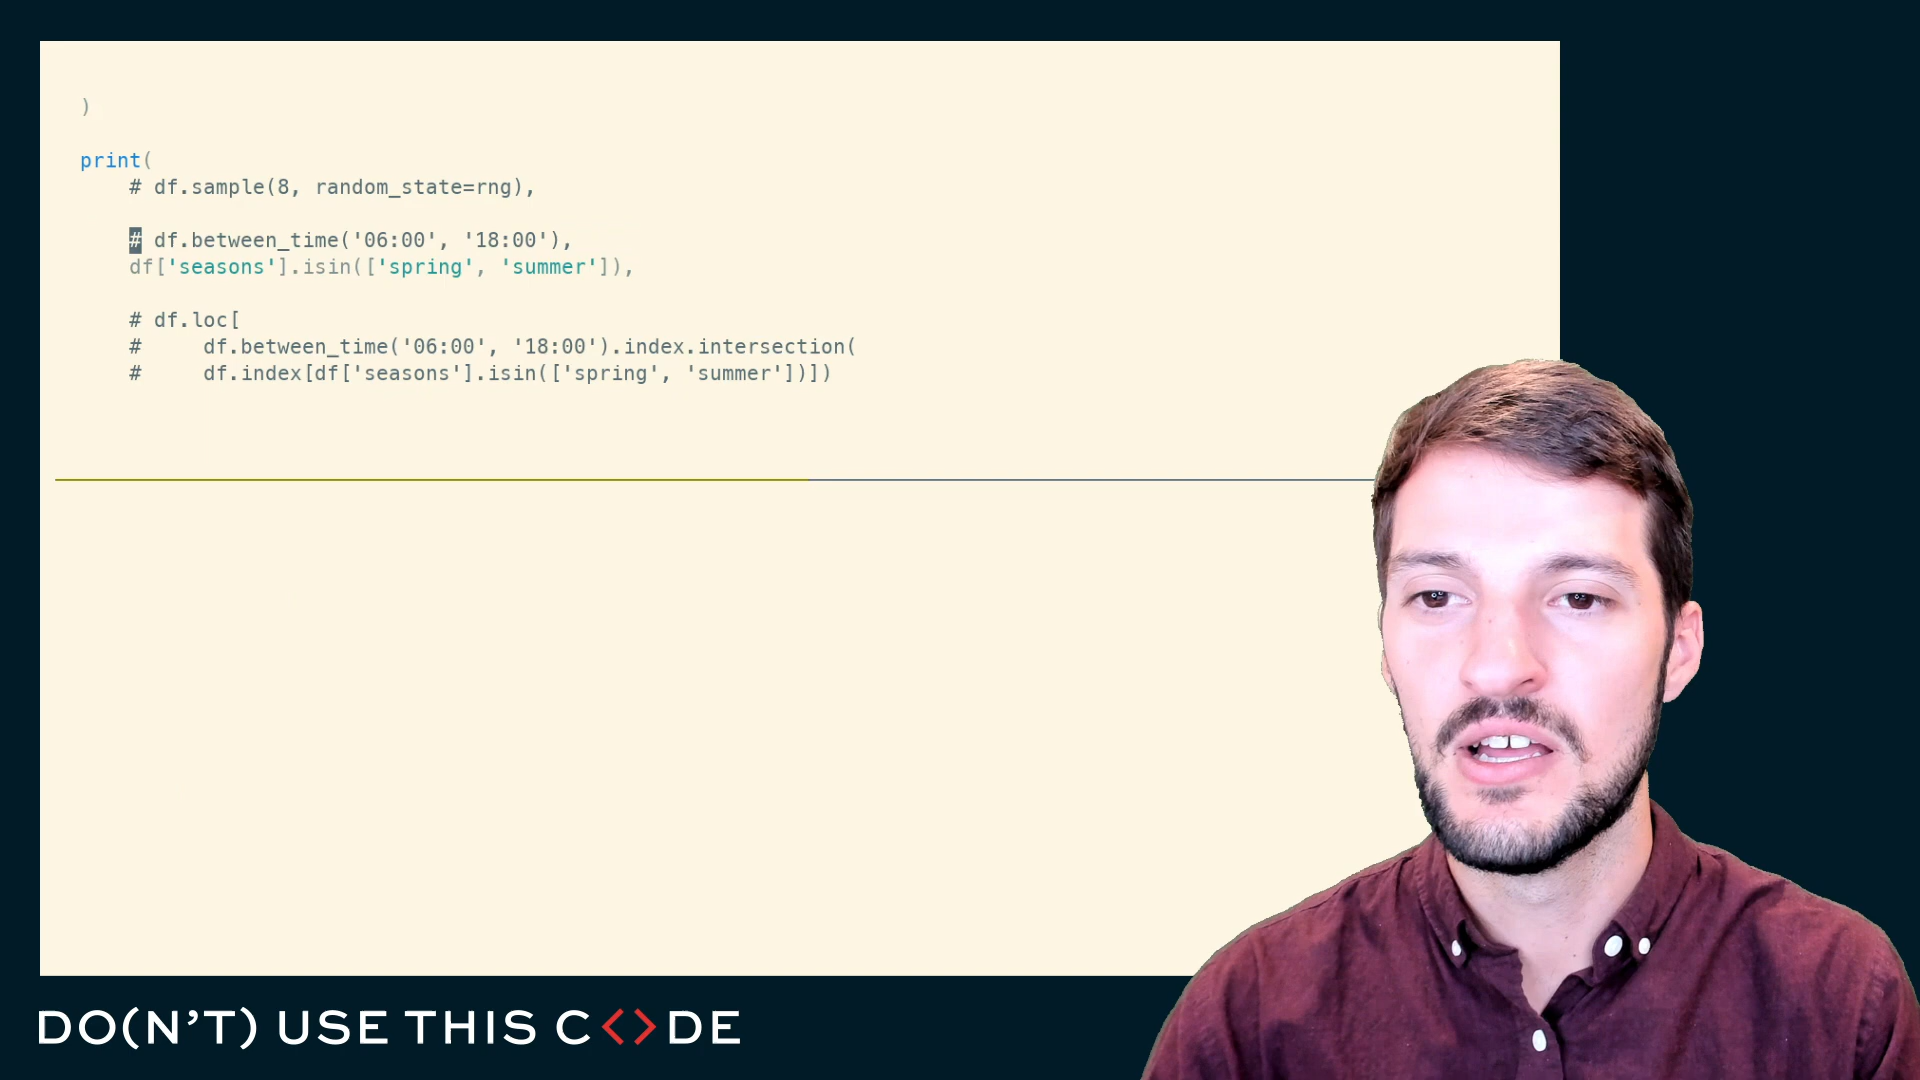 )
print(
# df.sample(8, random_state=rng),
# df.between_time('06:00', '18:00'),
df['seasons'].isin(['spring', 'summer']),
# df.loc[
#     df.between_time('06:00', '18:00').index.intersection(
#     df.index[df['seasons'].isin(['spring', 'summer'])])
DO(N’T) USE THIS C<>DE